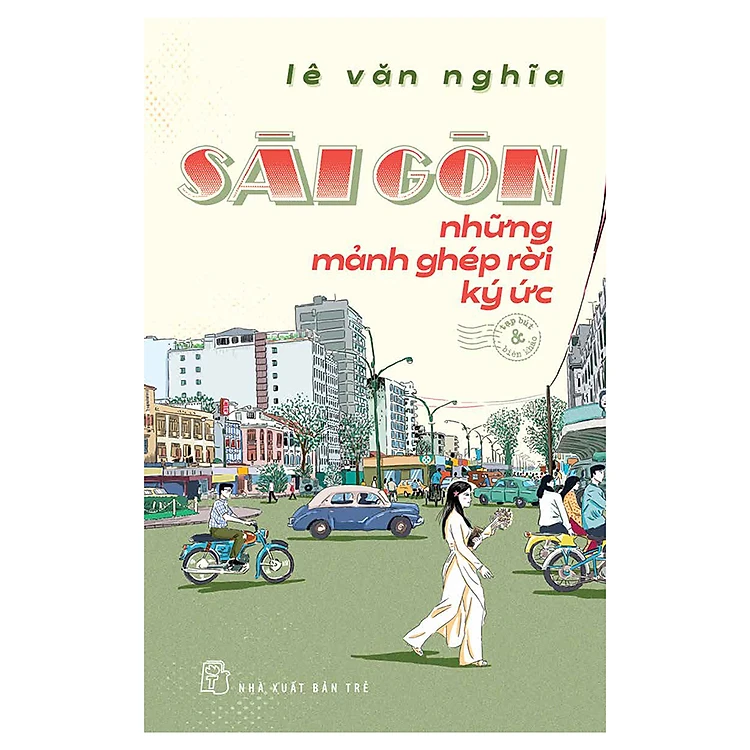 lê văn nghĩa
SÀI GÒN
những
mảnh ghép rời
ký ức
tạp bút
&
biên khảo
NHÀ XUẤT BẢN TRẺ